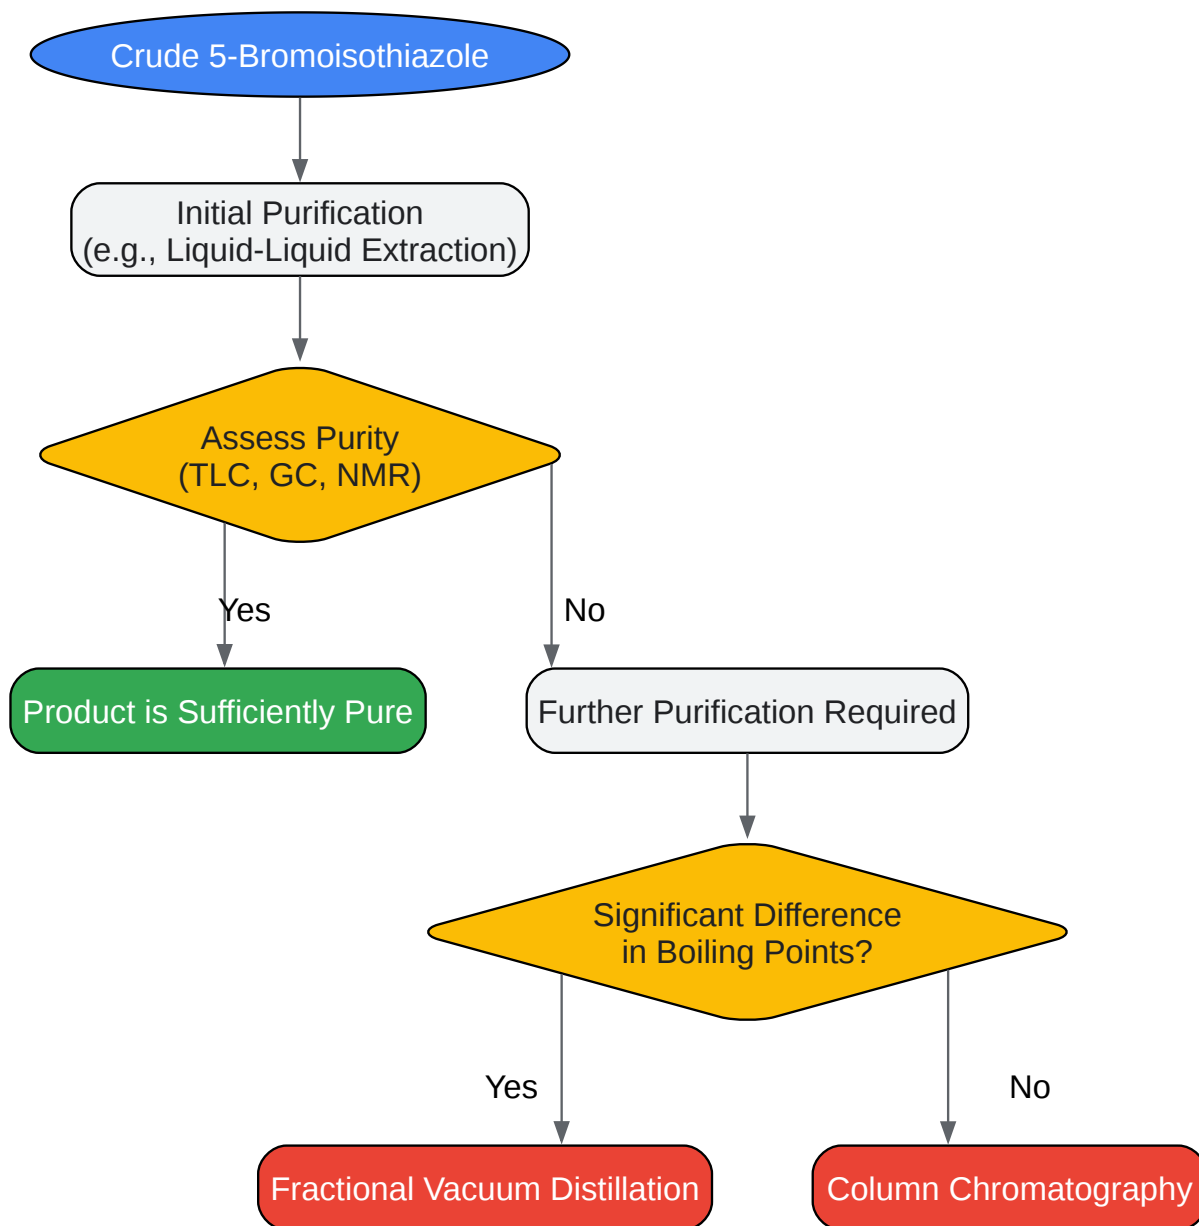 Crude 5-Bromoisothiazole
Initial Purification
(e.g., Liquid-Liquid Extraction)
Assess Purity
(TLC, GC, NMR)
Yes
No
Product is Sufficiently Pure
Further Purification Required
Significant Difference
in Boiling Points?
Yes
No
Fractional Vacuum Distillation
Column Chromatography